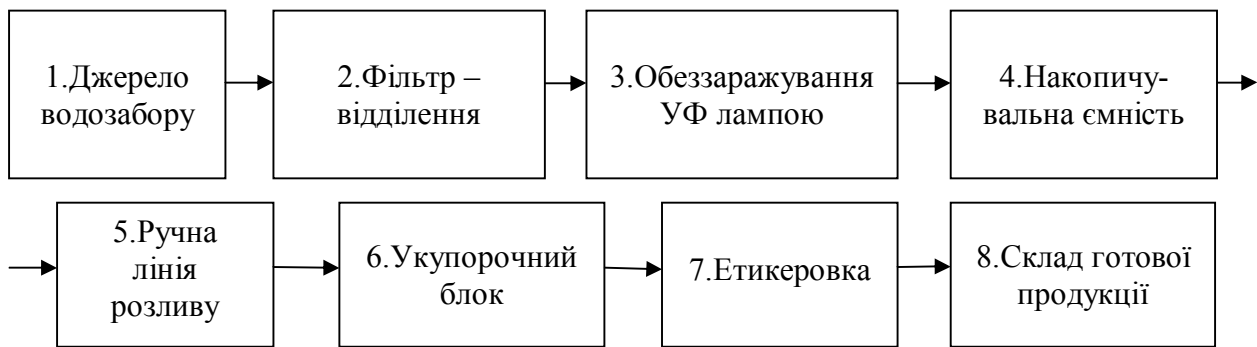 1.Джерело
водозабору
2.Фільтр –
відділення
3.Обеззаражування
УФ лампою
4.Накопичу-
вальна ємність
5.Ручна
лінія
розливу
6.Укупорочний
блок
7.Етикеровка
8.Склад готової
продукції